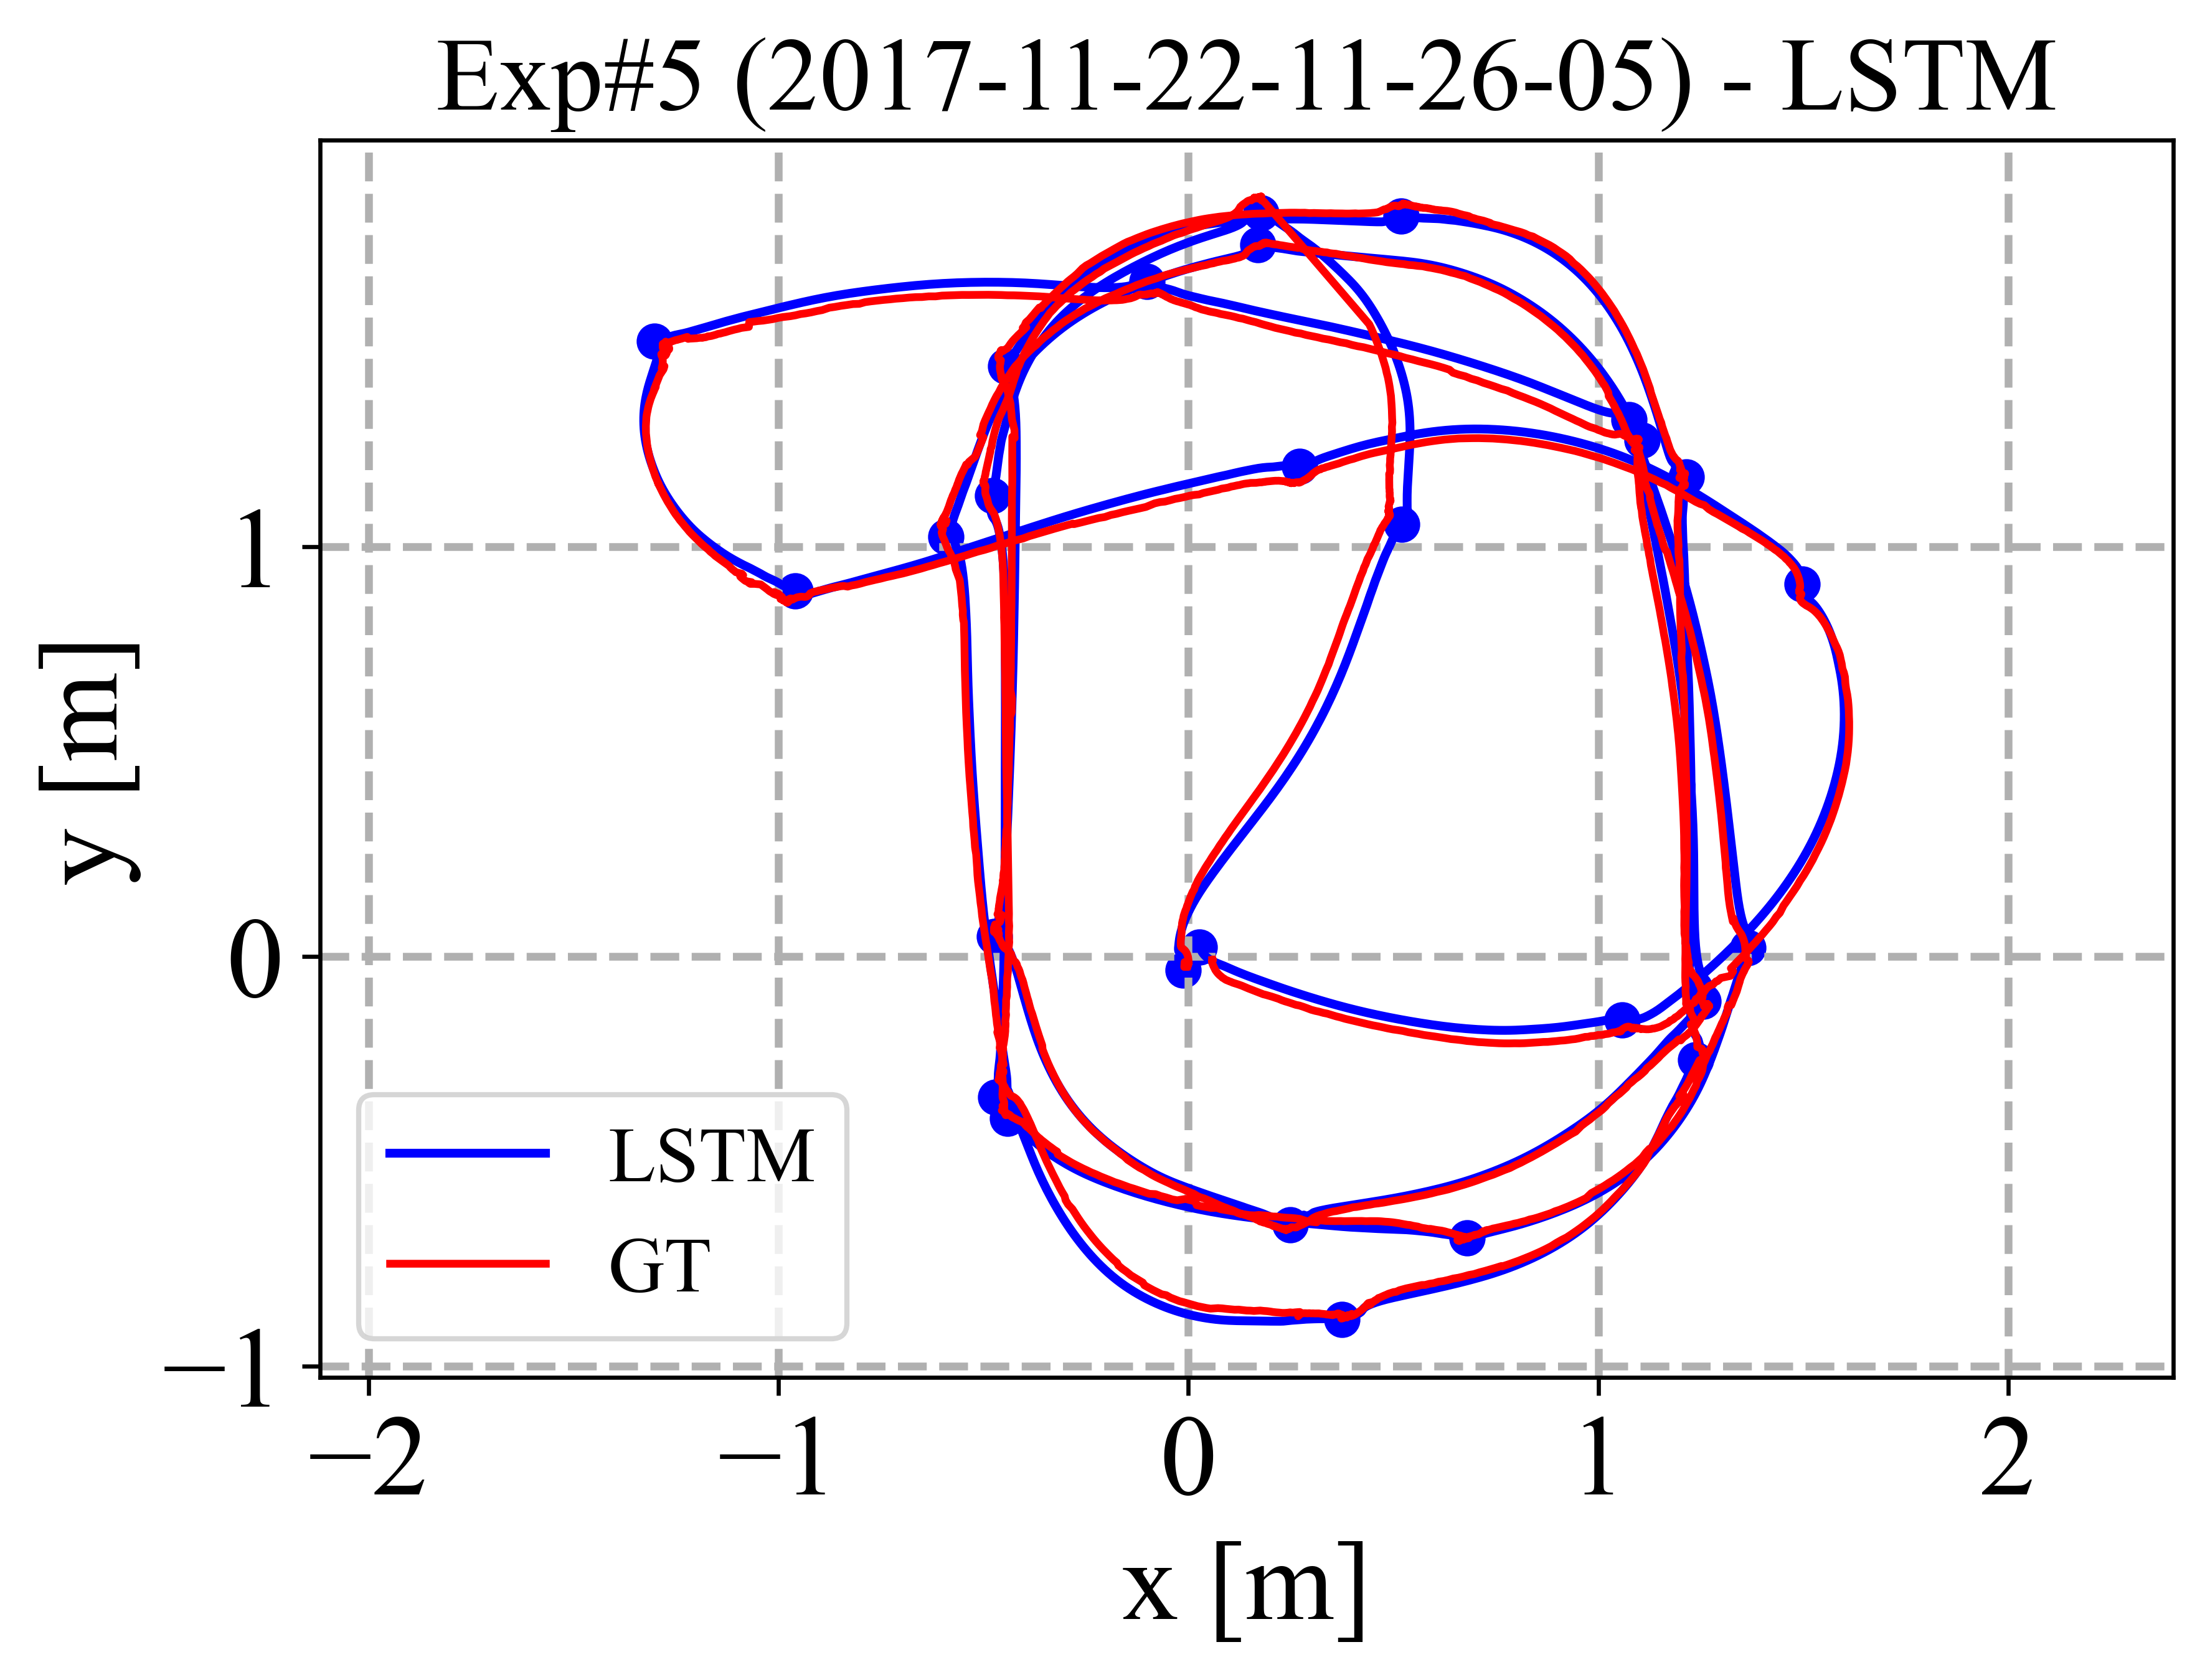 Exp#5 (2017-11-22-11-26-05) - LSTM
y [m]
1
0
−1
LSTM
GT
−2 −1 0 1 2
x [m]